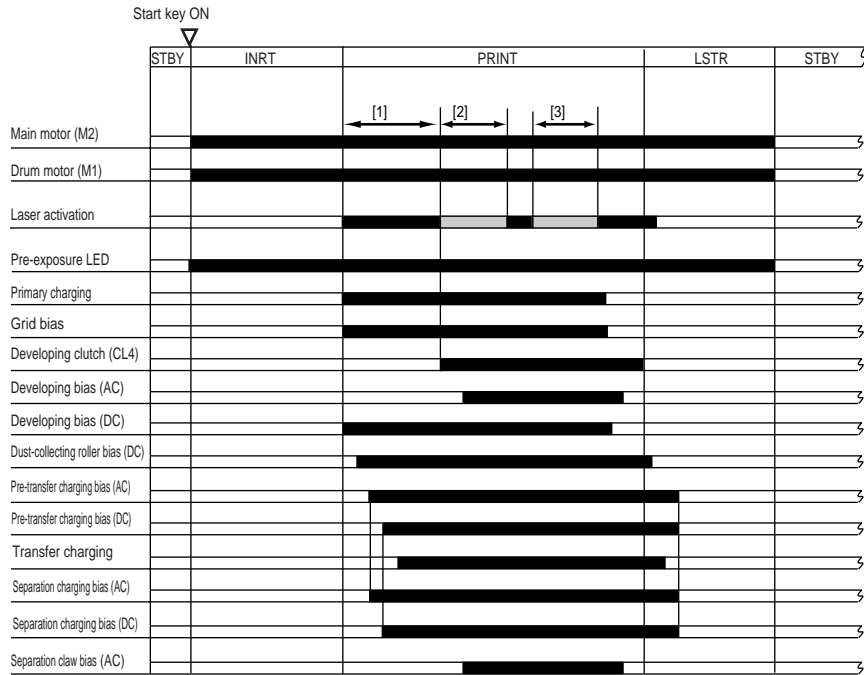 Start key ON
STBY INRT PRINT LSTR STBY
[1] [2] [3]
Main motor (M2)
Drum motor (M1)
Laser activation
Pre-exposure LED
Primary charging
Grid bias
Developing clutch (CL4)
Developing bias (AC)
Developing bias (DC)
Dust-collecting roller bias (DC)
Pre-transfer charging bias (AC)
Pre-transfer charging bias (DC)
Transfer charging
Separation charging bias (AC)
Separation charging bias (DC)
Separation claw bias (AC)